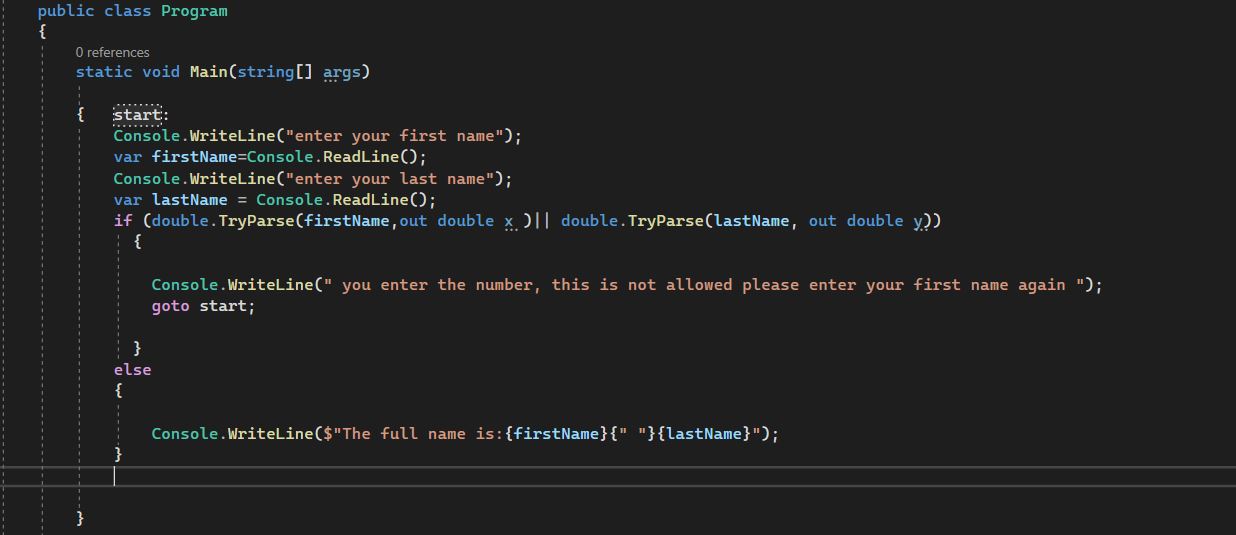 public class Program
{
0 references
static void Main(string[] args)
{ start:
Console.WriteLine("enter your first name");
var firstName=Console.ReadLine();
Console.WriteLine("enter your last name");
var lastName = Console.ReadLine();
if (double.TryParse(firstName,out double x )|| double.TryParse(lastName, out double y))
{
Console.WriteLine(" you enter the number, this is not allowed please enter your first name again ");
goto start;
}
else
{
Console.WriteLine($"The full name is:{firstName}{" "}{lastName}");
}
}